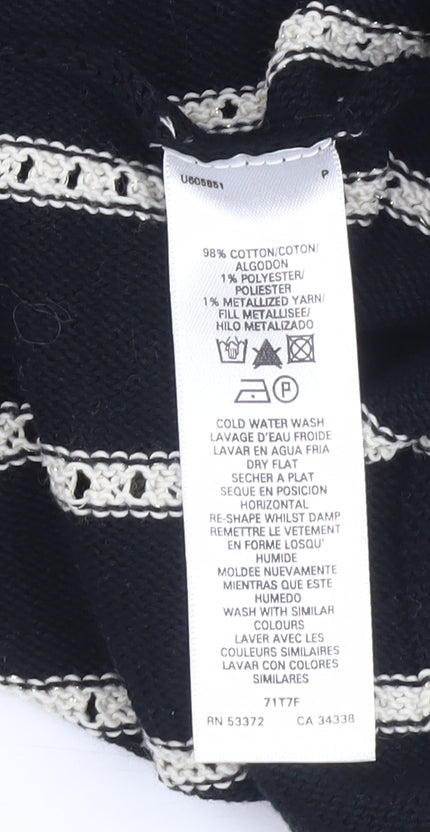 U605851 P
98% COTTON/COTON/
ALGODON
1% POLYESTER/
POLIESTER
1% METALLIZED YARN/
FILL METALLISEE/
HILO METALIZADO
P
COLD WATER WASH
LAVAGE D'EAU FROIDE
LAVAR EN AGUA FRIA
DRY FLAT
SECHER A PLAT
SEQUE EN POSICION
HORIZONTAL
RE-SHAPE WHILST DAMP
REMETTRE LE VETEMENT
EN FORME LOSQU'
HUMIDE
MOLDEE NUEVAMENTE
MIENTRAS QUE ESTE
HUMEDO
WASH WITH SIMILAR
COLOURS
LAVER AVEC LES
COULEURS SIMILAIRES
LAVAR CON COLORES
SIMILARES
71T7F
RN 53372 CA 34338